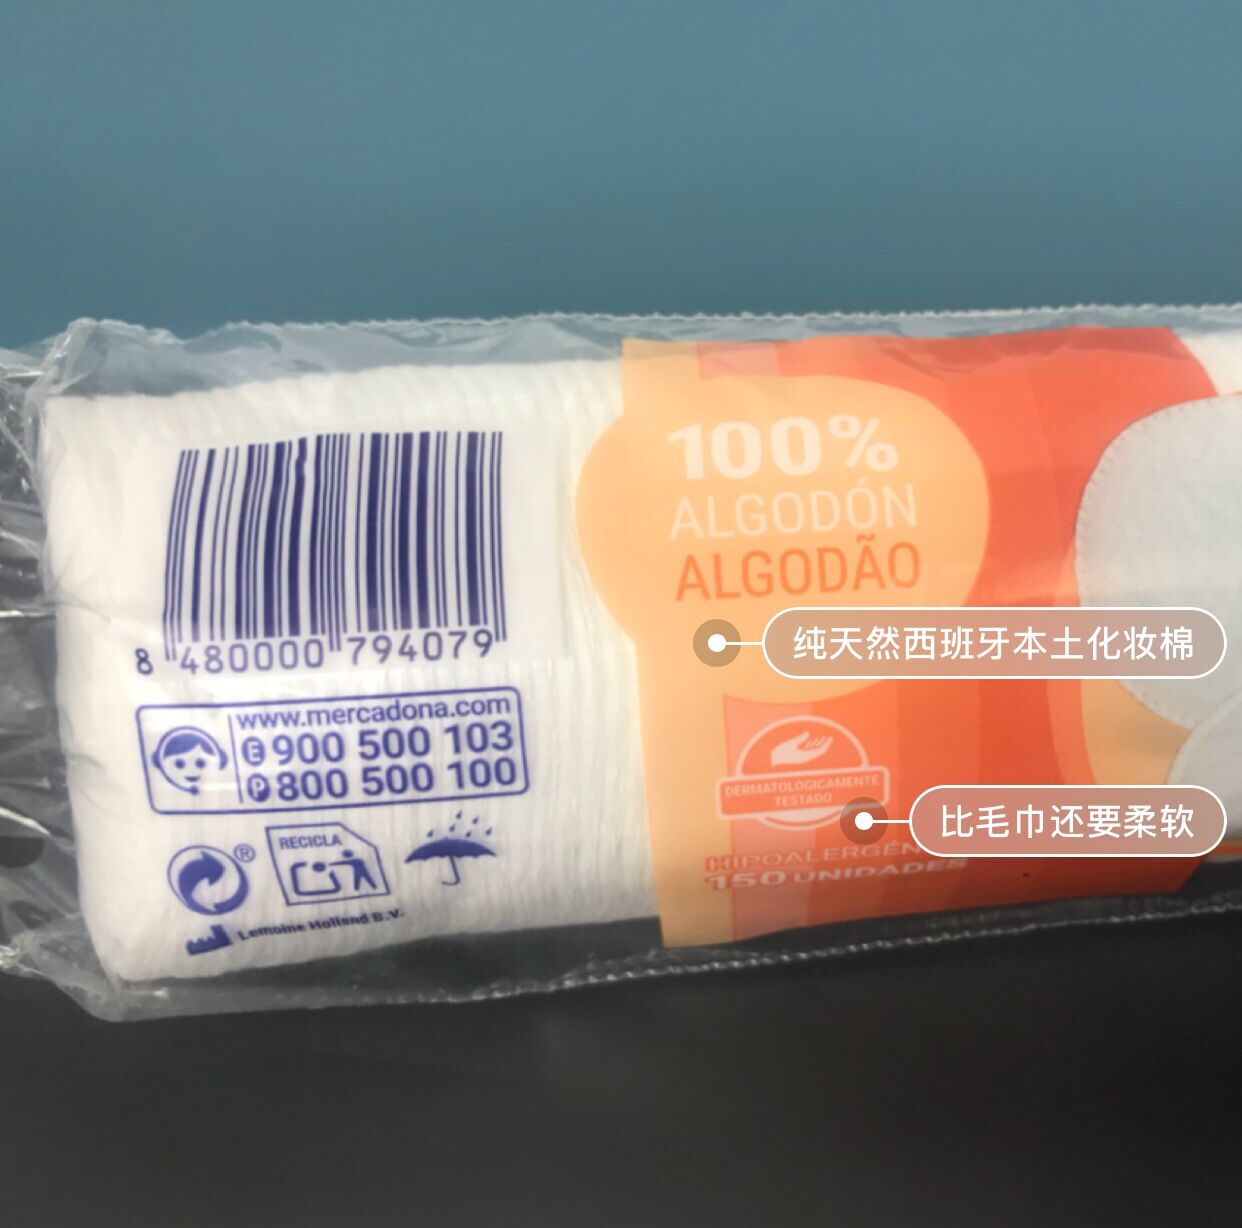 8 480000 794079
www.mercadona.com
E 900 500 103
P 800 500 100
RECICLA
®
Lemoine Holland B.V.
100%
ALGODÓN
ALGODÃO
纯天然西班牙本土化妆棉
DERMATOLOGICAMENTE
TESTADO
比毛巾还要柔软
150 UNIDADES